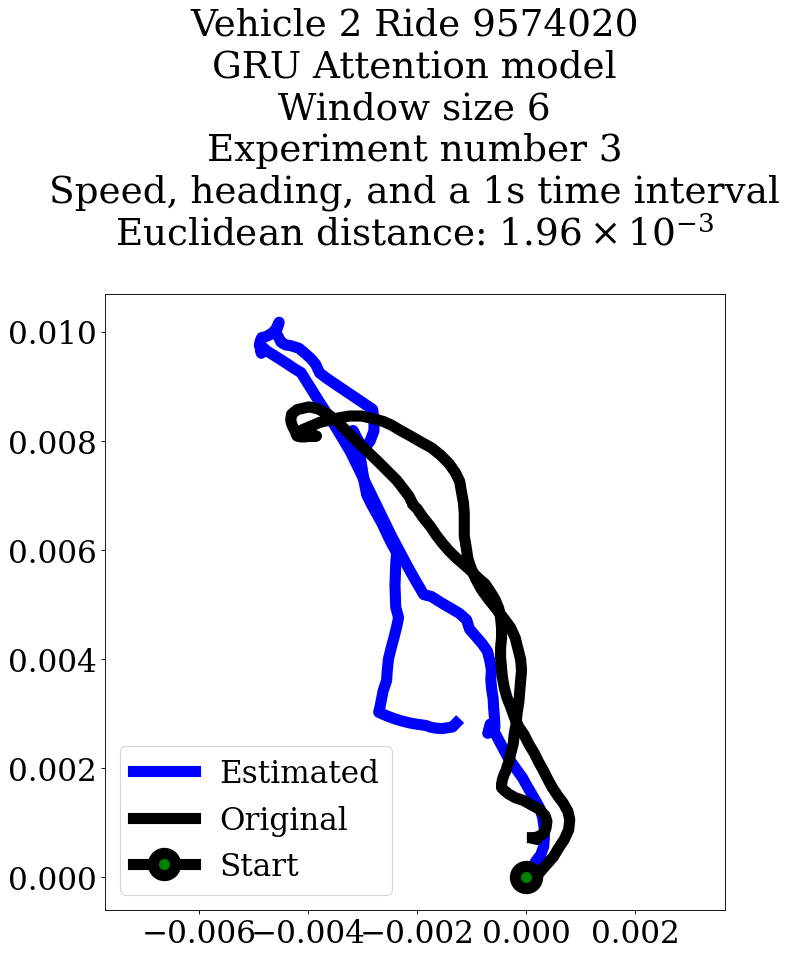 Vehicle 2 Ride 9574020
GRU Attention model
Window size 6
Experiment number 3
Speed, heading, and a 1s time interval
Euclidean distance: 1.96 × 10⁻³
0.010
0.008
0.006
0.004
0.002
0.000
Estimated
Original
Start
−0.006 −0.004 −0.002 0.000 0.002